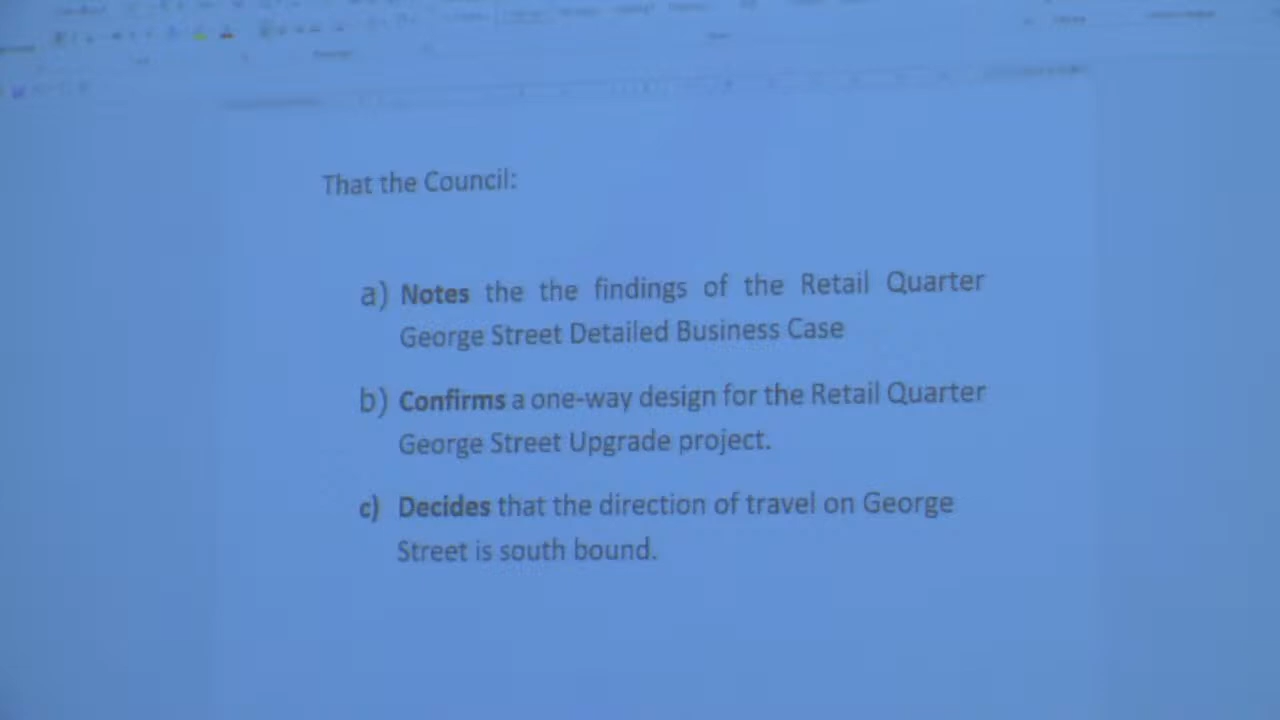 That the Council:
a) Notes the the findings of the Retail Quarter
George Street Detailed Business Case
b) Confirms a one-way design for the Retail Quarter
George Street Upgrade project.
c) Decides that the direction of travel on George
Street is south bound.